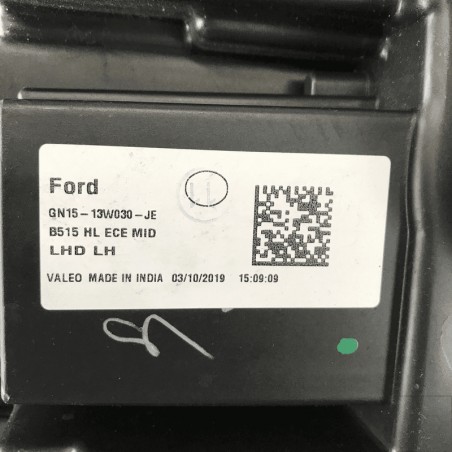 Ford
GN15-13W030-JE
B515 HL ECE MID
LHD LH
VALEO MADE IN INDIA 03/10/2019 15:09:09